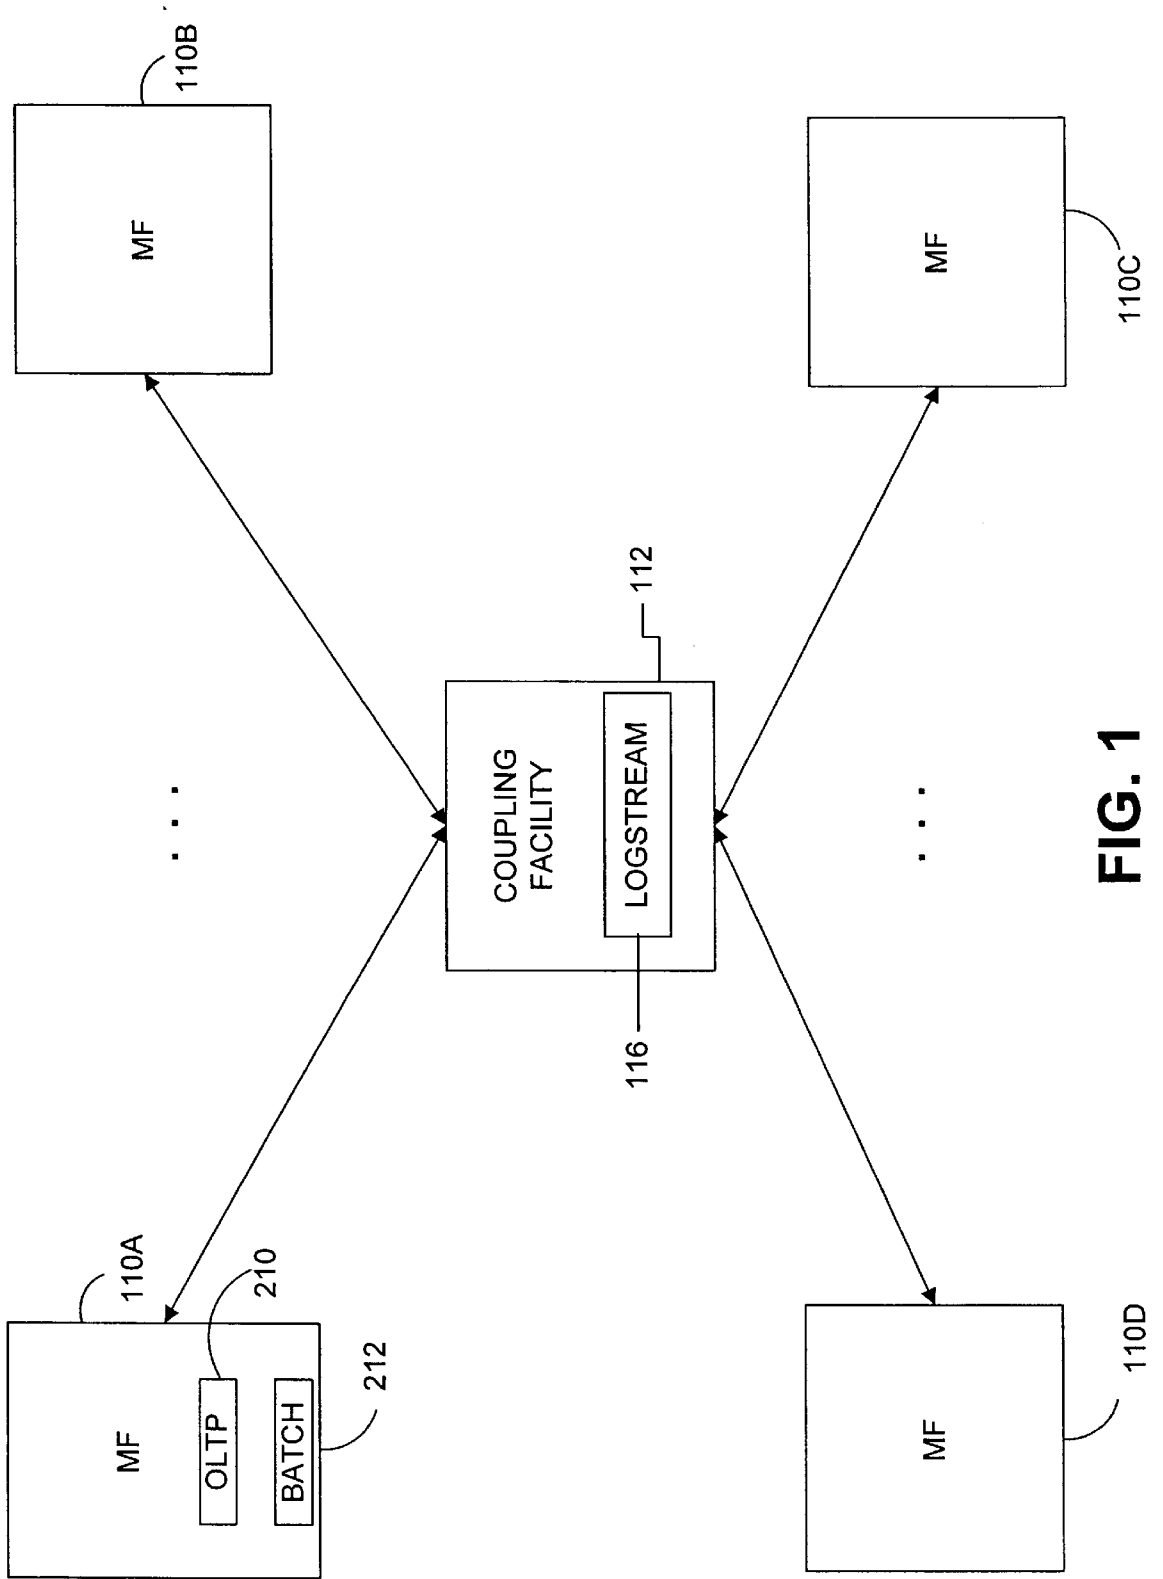 110A
MF
OLTP
210
BATCH
212
110B
MF
. . .
COUPLING
FACILITY
LOGSTREAM
112
116
MF
110D
. . .
MF
110C
FIG. 1